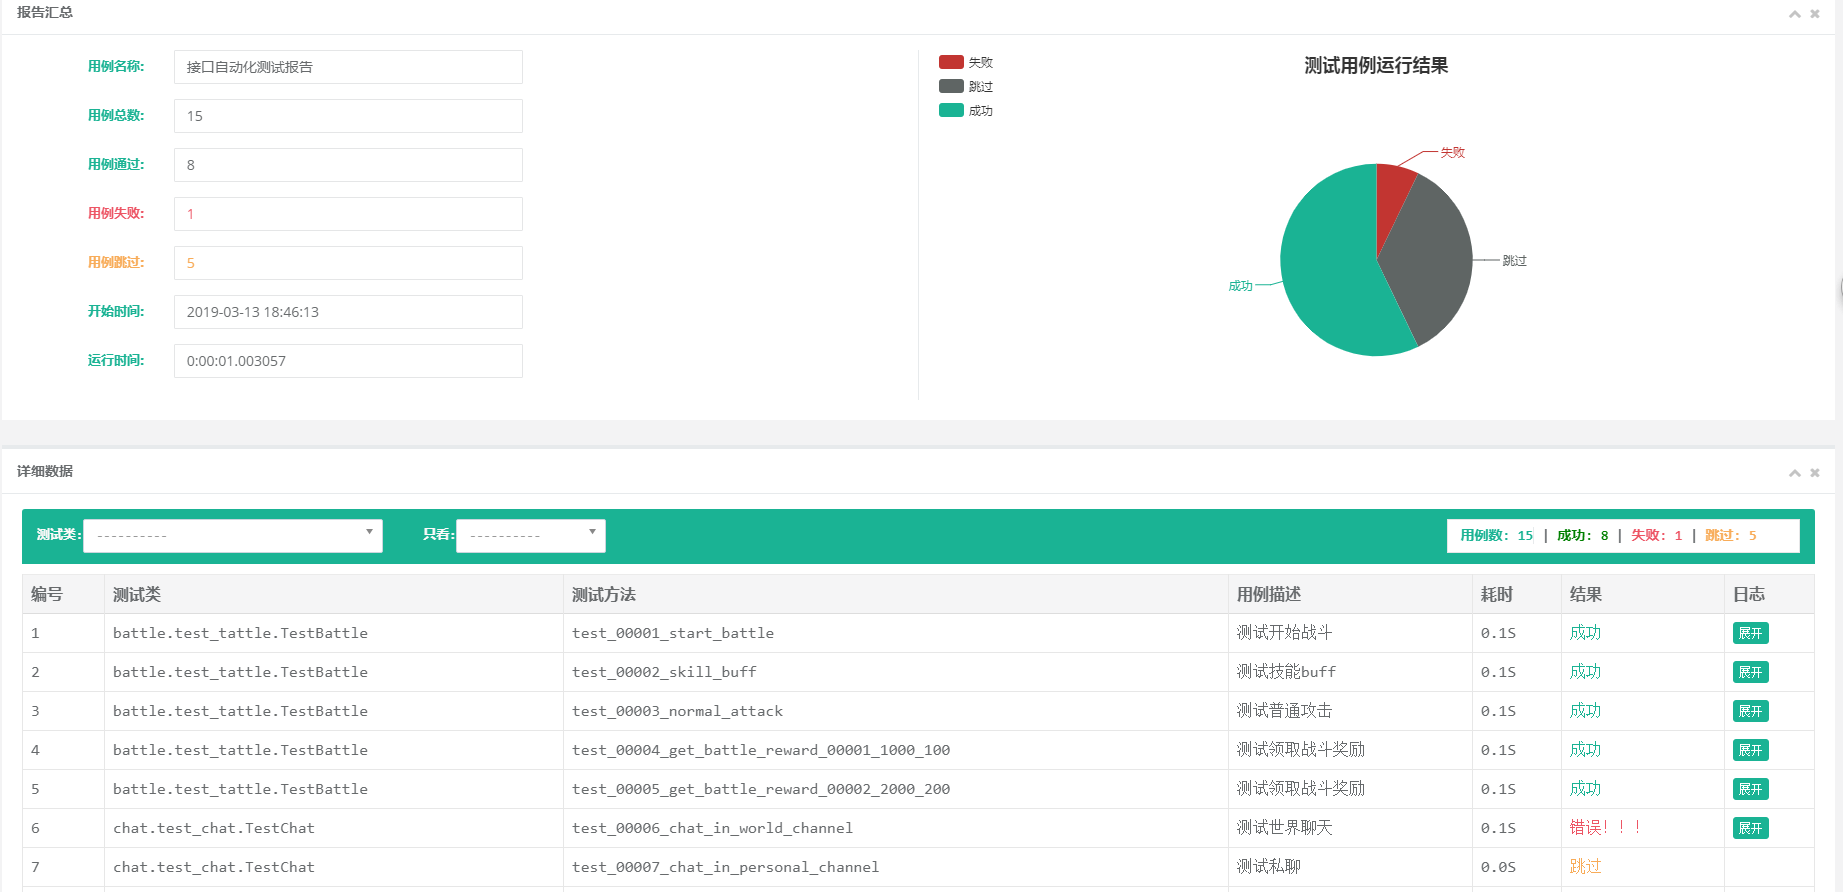 报告汇总
用例名称: 接口自动化测试报告
用例总数: 15
用例通过: 8
用例失败: 1
用例跳过: 5
开始时间: 2019-03-13 18:46:13
运行时间: 0:00:01.003057
失败
跳过
成功
测试用例运行结果
失败
跳过
成功
详细数据
测试类: ---------- 只看: ---------- 用例数: 15 | 成功: 8 | 失败: 1 | 跳过: 5
编号 测试类 测试方法 用例描述 耗时 结果 日志
1 battle.test_tattle.TestBattle test_00001_start_battle 测试开始战斗 0.1S 成功 展开
2 battle.test_tattle.TestBattle test_00002_skill_buff 测试技能buff 0.1S 成功 展开
3 battle.test_tattle.TestBattle test_00003_normal_attack 测试普通攻击 0.1S 成功 展开
4 battle.test_tattle.TestBattle test_00004_get_battle_reward_00001_1000_100 测试领取战斗奖励 0.1S 成功 展开
5 battle.test_tattle.TestBattle test_00005_get_battle_reward_00002_2000_200 测试领取战斗奖励 0.1S 成功 展开
6 chat.test_chat.TestChat test_00006_chat_in_world_channel 测试世界聊天 0.1S 错误!!! 展开
7 chat.test_chat.TestChat test_00007_chat_in_personal_channel 测试私聊 0.0S 跳过